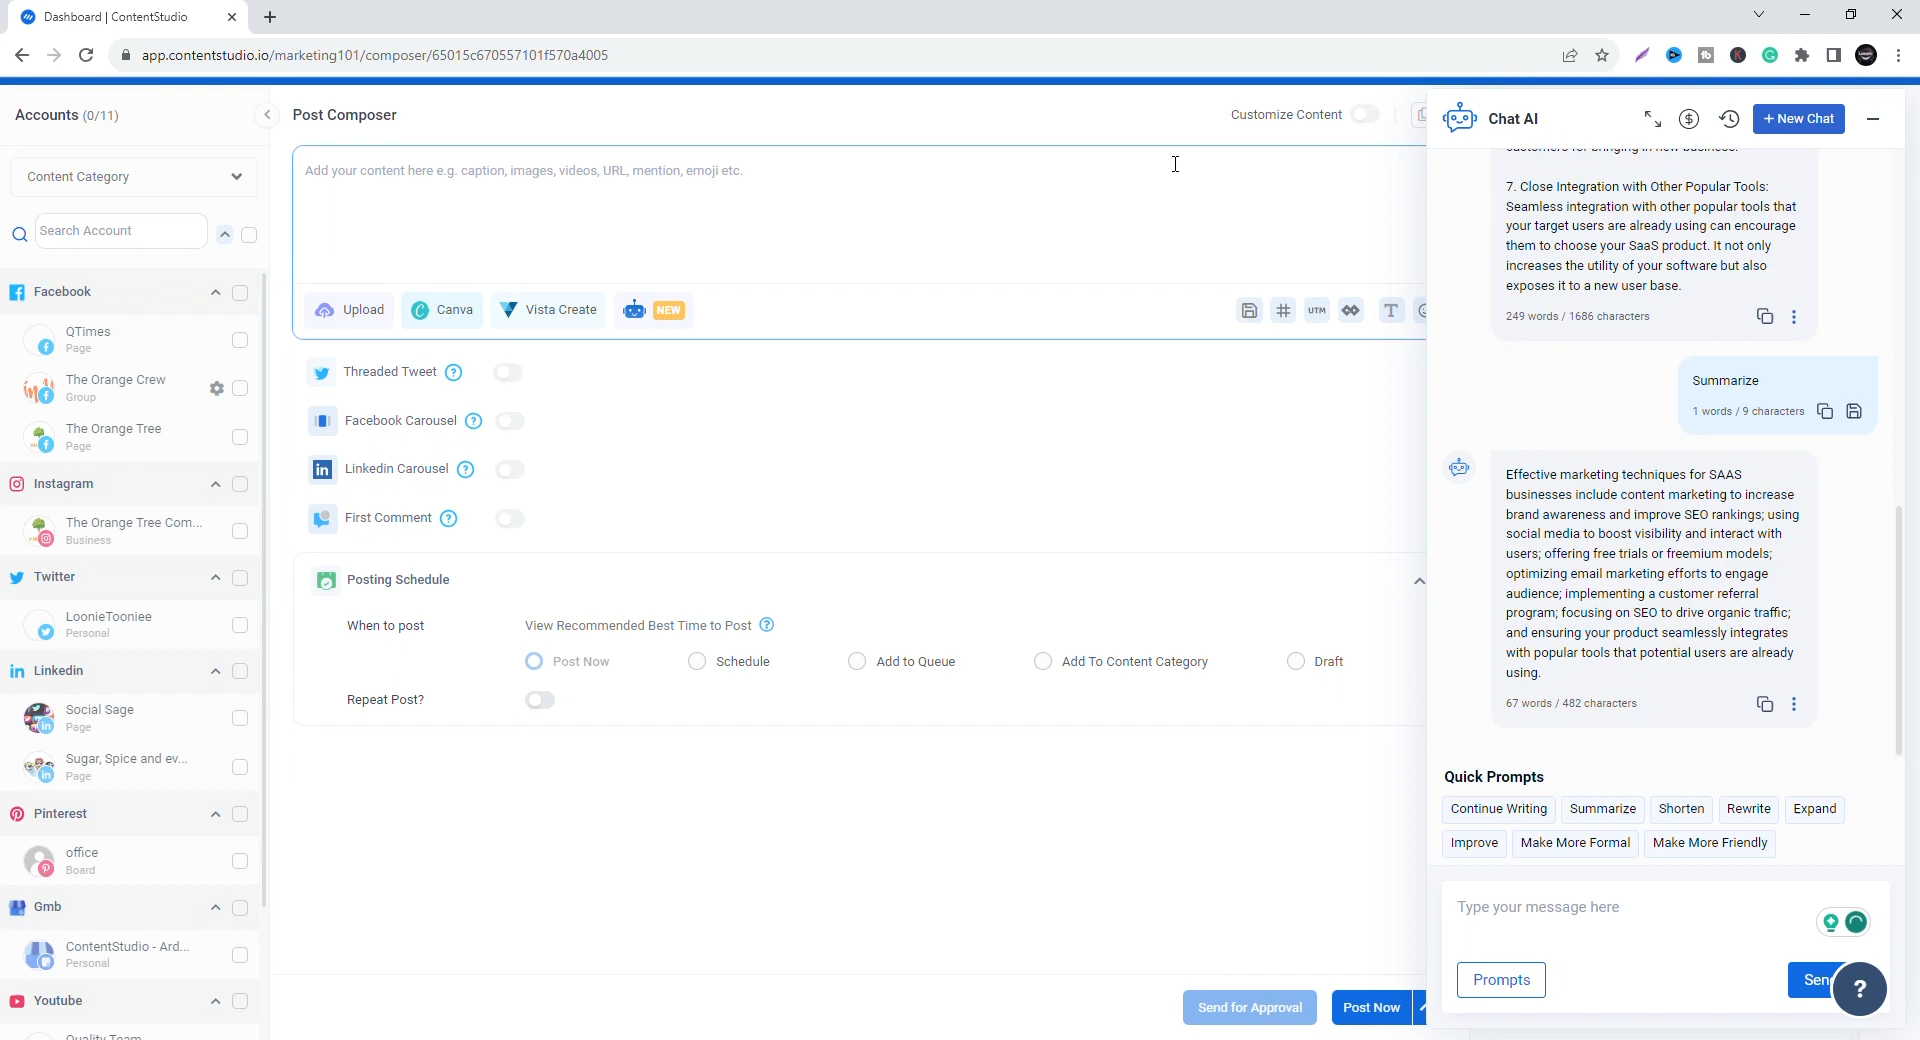 Dashboard | ContentStudio
app.contentstudio.io/marketing101/composer/65015c670557101f570a4005
Accounts (0/11)
Content Category
Search Account
Facebook
QTimes
Page
The Orange Crew
Group
The Orange Tree
Page
Instagram
The Orange Tree Com...
Business
Twitter
LoonieTooniee
Personal
Linkedin
Social Sage
Page
Sugar, Spice and ev...
Page
Pinterest
office
Board
Gmb
ContentStudio - Ard...
Personal
Youtube
Quality Team
Post Composer
Customize Content
Add your content here e.g. caption, images, videos, URL, mention, emoji etc.
Upload
Canva
Vista Create
NEW
UTM
Threaded Tweet
Facebook Carousel
Linkedin Carousel
First Comment
Posting Schedule
When to post
View Recommended Best Time to Post
Post Now
Schedule
Add to Queue
Add To Content Category
Draft
Repeat Post?
Send for Approval
Post Now
Chat AI
+ New Chat
customers for bringing in new business.
7. Close Integration with Other Popular Tools:
Seamless integration with other popular tools that
your target users are already using can encourage
them to choose your SaaS product. It not only
increases the utility of your software but also
exposes it to a new user base.
249 words / 1686 characters
Summarize
1 words / 9 characters
Effective marketing techniques for SAAS
businesses include content marketing to increase
brand awareness and improve SEO rankings; using
social media to boost visibility and interact with
users; offering free trials or freemium models;
optimizing email marketing efforts to engage
audience; implementing a customer referral
program; focusing on SEO to drive organic traffic;
and ensuring your product seamlessly integrates
with popular tools that potential users are already
using.
67 words / 482 characters
Quick Prompts
Continue Writing
Summarize
Shorten
Rewrite
Expand
Improve
Make More Formal
Make More Friendly
Type your message here
Prompts
Sen
?